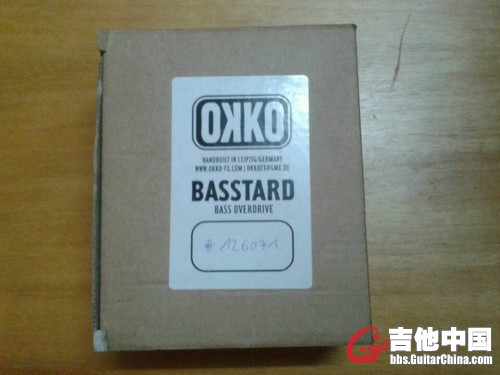 OKKO
HANDBUILT IN LEIPZIG/GERMANY
WWW.OKKO-FX.COM | OKKOFX@GMX.DE
BASSTARD
BASS OVERDRIVE
# 126071
吉他中国
bbs.GuitarChina.com